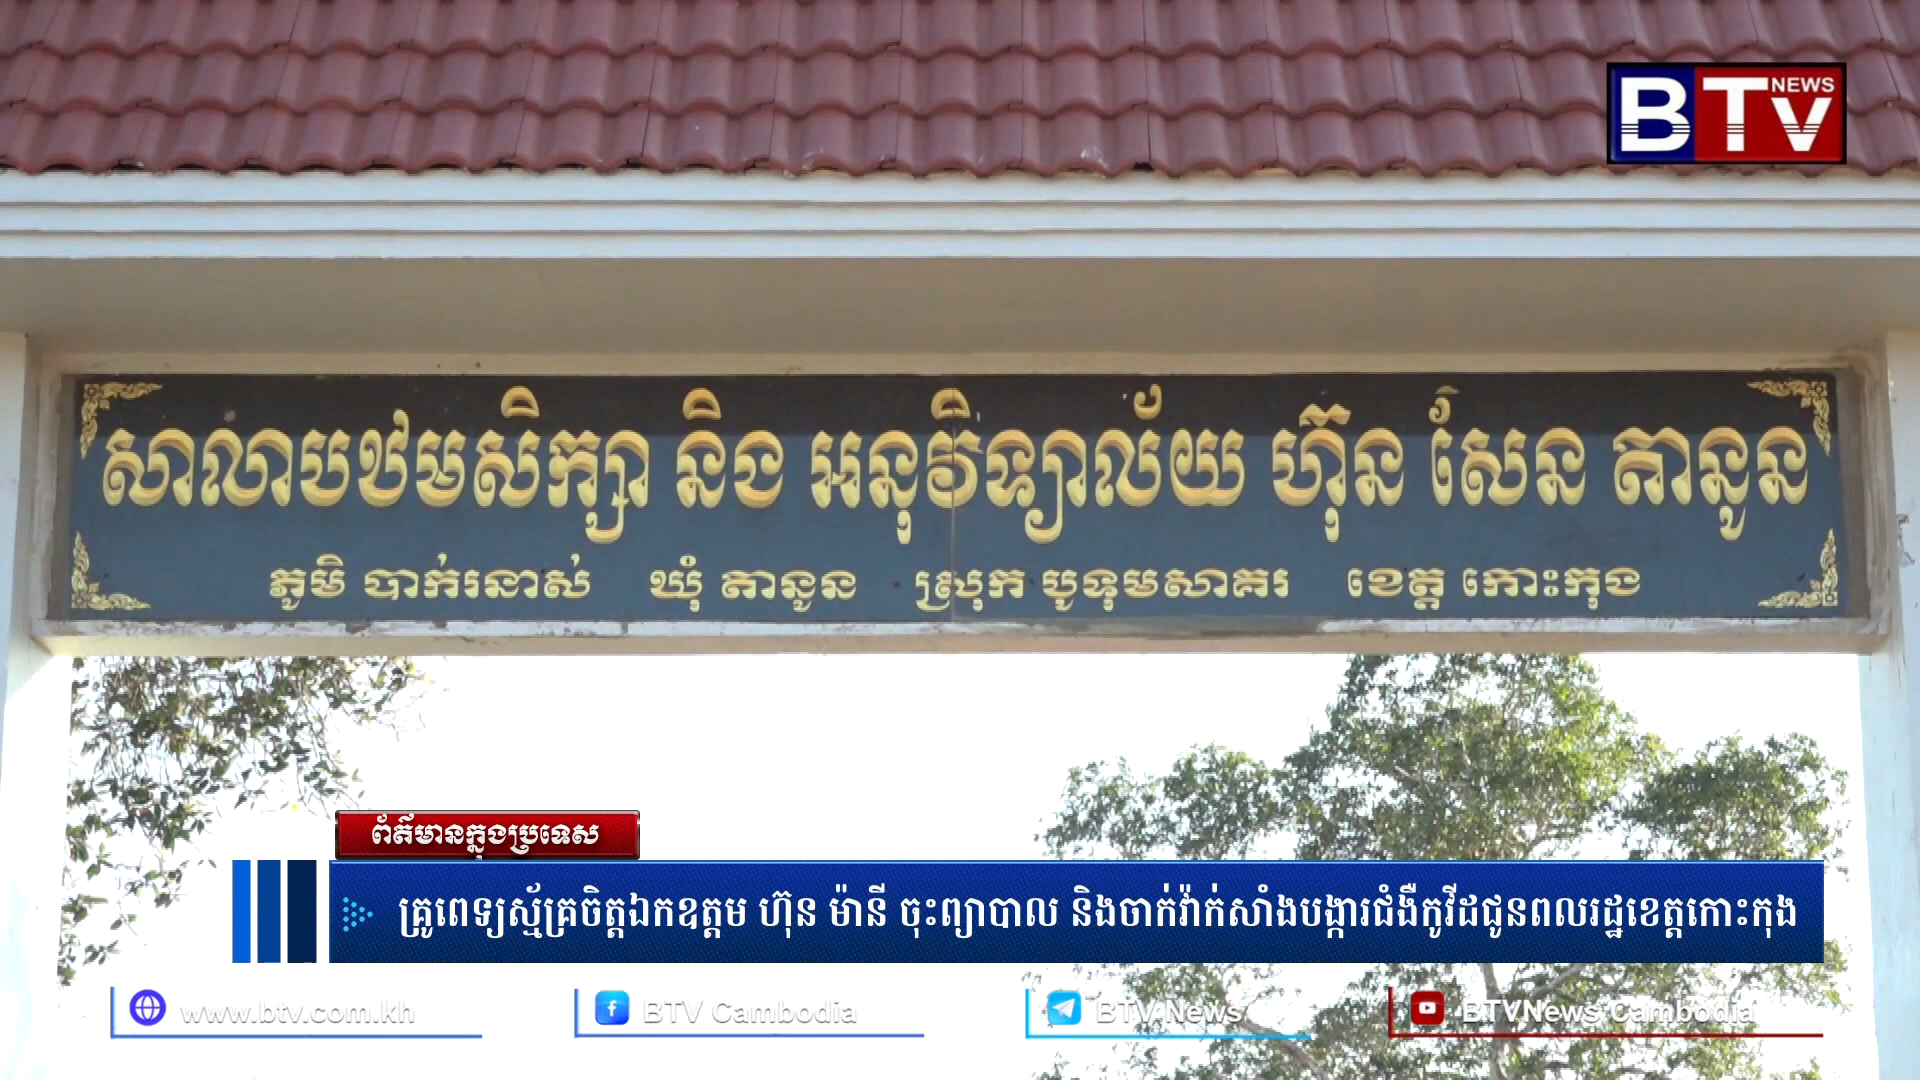 BTV NEWS
សាលាបឋមសិក្សា និង អនុវិទ្យាល័យ ហ៊ុន សែន តានូន
ភូមិ បាក់រនាស់ ឃុំ តានូន ស្រុក បូទុមសាគរ ខេត្ត កោះកុង
ព័ត៌មានក្នុងប្រទេស
គ្រូពេទ្យស្ម័គ្រចិត្តឯកឧត្តម ហ៊ុន ម៉ានី ចុះព្យាបាល និងចាក់វ៉ាក់សាំងបង្ការជំងឺកូវីដជូនពលរដ្ឋខេត្តកោះកុង
www.btv.com.kh BTV Cambodia BTV News BTVNews Cambodia